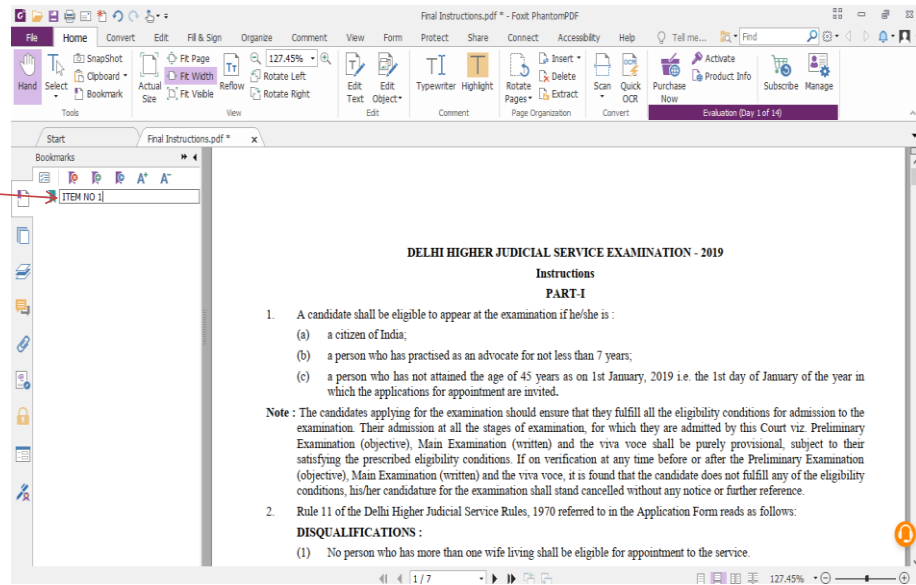 Final Instructions.pdf * - Foxit PhantomPDF
File Home Convert Edit Fill & Sign Organize Comment View Form Protect Share Connect Accessibility Help Tell me... Find
Hand
Select
SnapShot
Clipboard
Bookmark
Tools
Actual Size
Fit Page
Fit Width
Fit Visible
Reflow
127.45%
Rotate Left
Rotate Right
View
Edit Text
Edit Object
Edit
Typewriter
Highlight
Comment
Rotate Pages
Insert
Delete
Extract
Page Organization
Scan
Quick OCR
Convert
Purchase Now
Activate
Product Info
Subscribe
Manage
Evaluation (Day 1 of 14)
Start
Final Instructions.pdf * x
Bookmarks
ITEM NO 1
DELHI HIGHER JUDICIAL SERVICE EXAMINATION - 2019
Instructions
PART-I
1. A candidate shall be eligible to appear at the examination if he/she is :
(a) a citizen of India;
(b) a person who has practised as an advocate for not less than 7 years;
(c) a person who has not attained the age of 45 years as on 1st January, 2019 i.e. the 1st day of January of the year in
which the applications for appointment are invited.
Note : The candidates applying for the examination should ensure that they fulfill all the eligibility conditions for admission to the
examination. Their admission at all the stages of examination, for which they are admitted by this Court viz. Preliminary
Examination (objective), Main Examination (written) and the viva voce shall be purely provisional, subject to their
satisfying the prescribed eligibility conditions. If on verification at any time before or after the Preliminary Examination
(objective), Main Examination (written) and the viva voce, it is found that the candidate does not fulfill any of the eligibility
conditions, his/her candidature for the examination shall stand cancelled without any notice or further reference.
2. Rule 11 of the Delhi Higher Judicial Service Rules, 1970 referred to in the Application Form reads as follows:
DISQUALIFICATIONS :
(1) No person who has more than one wife living shall be eligible for appointment to the service.
1 / 7
127.45%